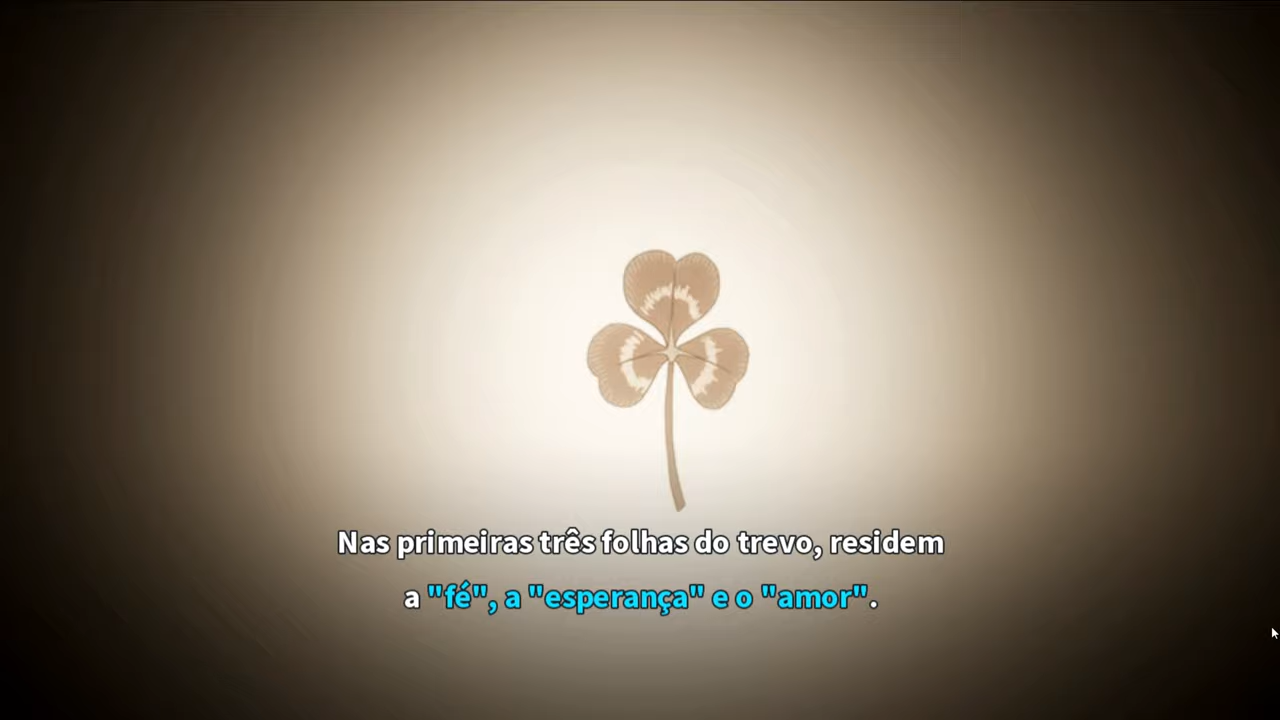 Nas primeiras três folhas do trevo, residem
a "fé", a "esperança" e o "amor".